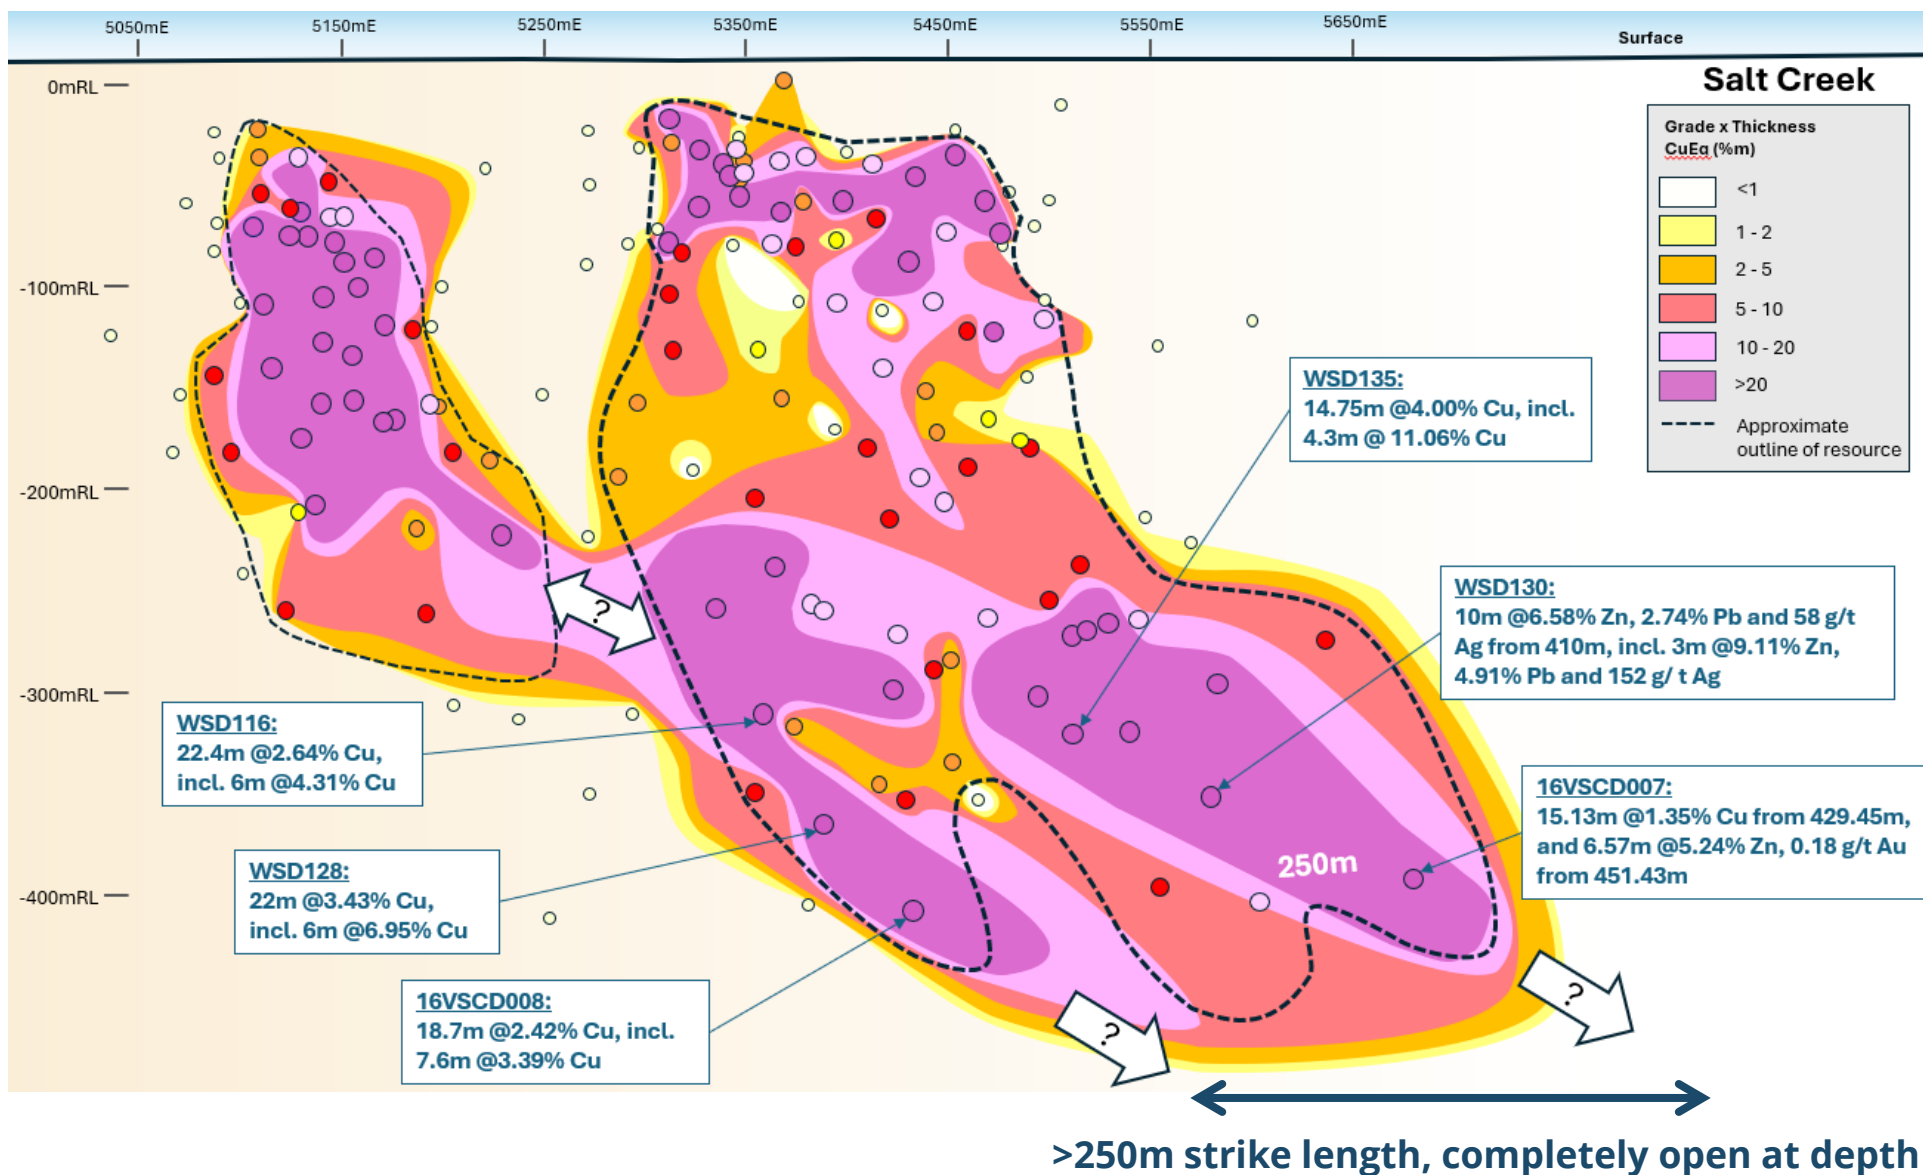 5050mE
5150mE
5250mE
5350mE
5450mE
5550mE
5650mE
Surface
0mRL
-100mRL
-200mRL
-300mRL
-400mRL
Salt Creek
Grade x Thickness
CuEq (%m)
<1
1 - 2
2 - 5
5 - 10
10 - 20
>20
Approximate
outline of resource
WSD135:
14.75m @4.00% Cu, incl.
4.3m @ 11.06% Cu
WSD130:
10m @6.58% Zn, 2.74% Pb and 58 g/t
Ag from 410m, incl. 3m @9.11% Zn,
4.91% Pb and 152 g/ t Ag
?
WSD116:
22.4m @2.64% Cu,
incl. 6m @4.31% Cu
16VSCD007:
15.13m @1.35% Cu from 429.45m,
and 6.57m @5.24% Zn, 0.18 g/t Au
from 451.43m
250m
WSD128:
22m @3.43% Cu,
incl. 6m @6.95% Cu
16VSCD008:
18.7m @2.42% Cu, incl.
7.6m @3.39% Cu
?
?
>250m strike length, completely open at depth